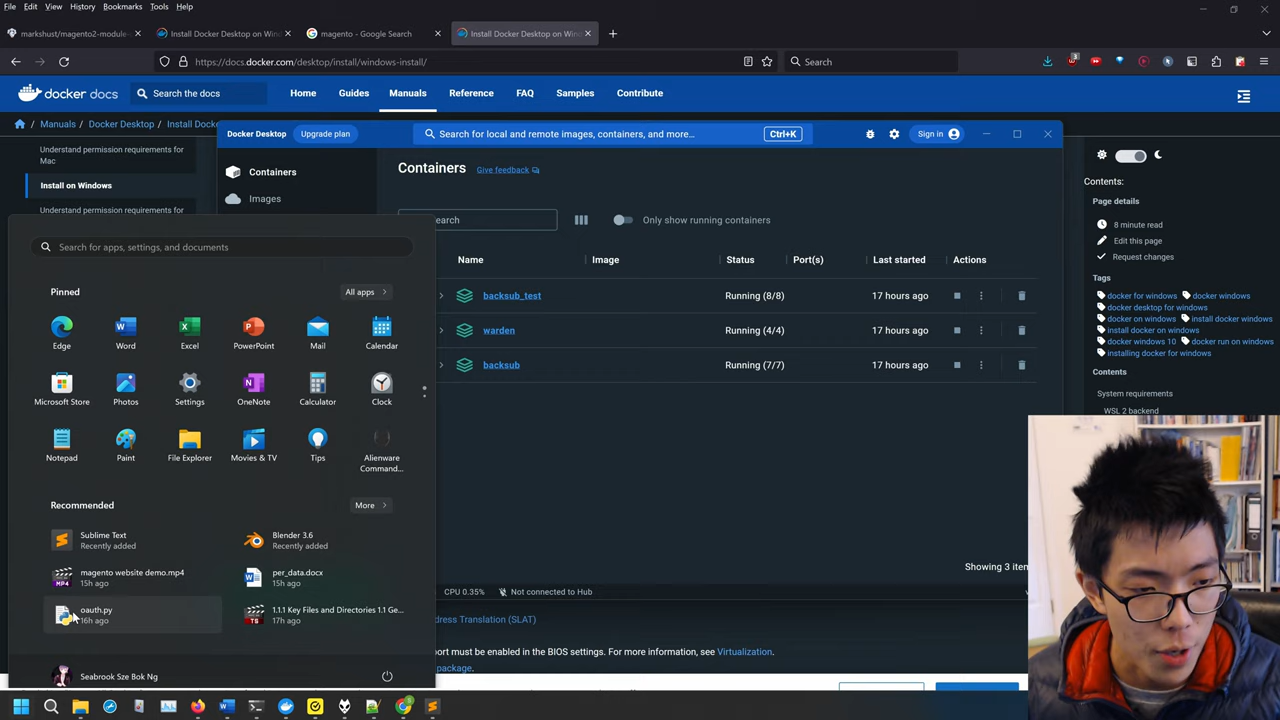 File Edit View History Bookmarks Tools Help
markshust/magento2-module-
Install Docker Desktop on Win
magento - Google Search
Install Docker Desktop on Win
https://docs.docker.com/desktop/install/windows-install/
Search
3
docker docs
Search the docs
Home
Guides
Manuals
Reference
FAQ
Samples
Contribute
Manuals
Docker Desktop
Install Docke
Understand permission requirements for
Mac
Install on Windows
Understand permission requirements for
Docker Desktop
Upgrade plan
Search for local and remote images, containers, and more...
Ctrl+K
Sign in
Containers
Images
Containers
Give feedback
earch
Only show running containers
Name
Image
Status
Port(s)
Last started
Actions
backsub_test
Running (8/8)
17 hours ago
warden
Running (4/4)
17 hours ago
backsub
Running (7/7)
17 hours ago
Showing 3 iten
CPU 0.35%
Not connected to Hub
dress Translation (SLAT)
port must be enabled in the BIOS settings. For more information, see Virtualization.
package.
Contents:
Page details
8 minute read
Edit this page
Request changes
Tags
docker for windows
docker windows
docker desktop for windows
docker on windows
install docker windows
install docker on windows
docker windows 10
docker run on windows
installing docker for windows
Contents
System requirements
WSL 2 backend
Search for apps, settings, and documents
Pinned
All apps
Edge
Word
Excel
PowerPoint
Mail
Calendar
Microsoft Store
Photos
Settings
OneNote
Calculator
Clock
Notepad
Paint
File Explorer
Movies & TV
Tips
Alienware
Command...
Recommended
More
Sublime Text
Recently added
Blender 3.6
Recently added
magento website demo.mp4
15h ago
per_data.docx
15h ago
oauth.py
16h ago
1.1.1 Key Files and Directories 1.1 Ge...
17h ago
Seabrook Sze Bok Ng